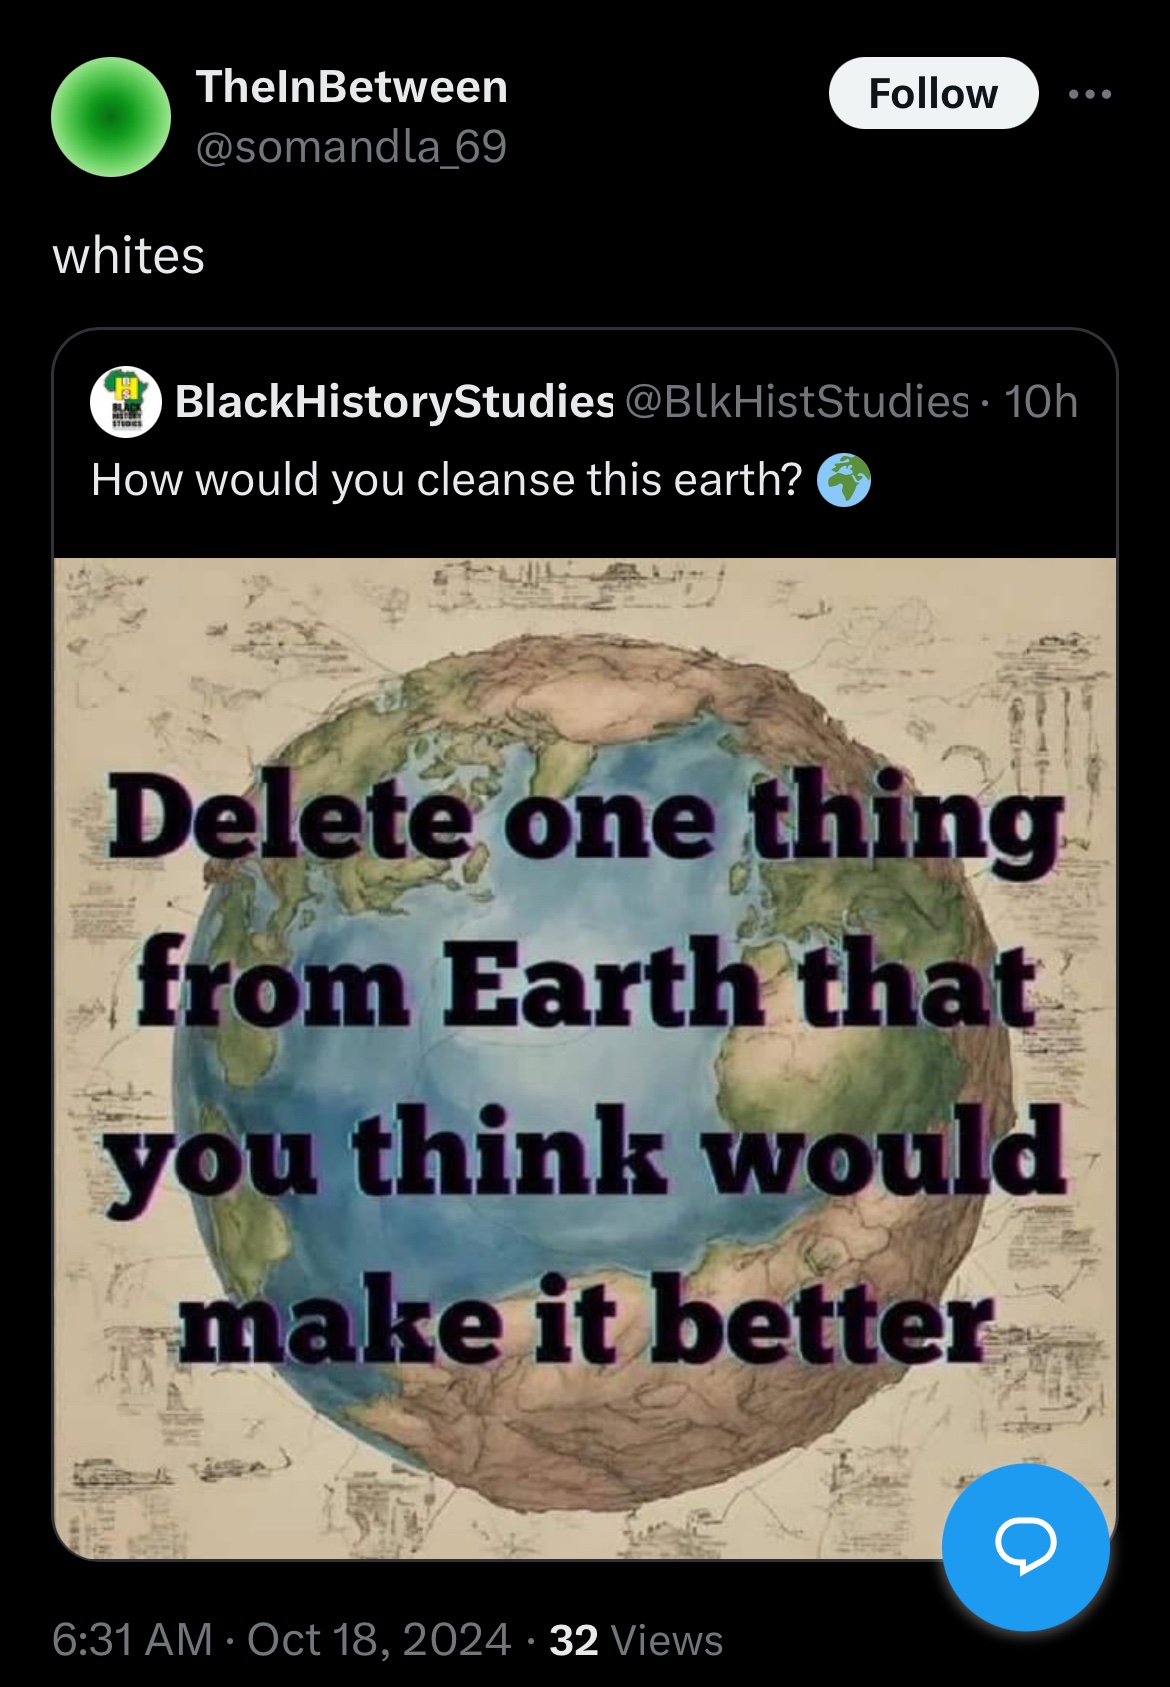 TheInBetween
@somandla_69
Follow
whites
BlackHistoryStudies @BlkHistStudies · 10h
How would you cleanse this earth? 🌍
Delete one thing
from Earth that
you think would
make it better
6:31 AM · Oct 18, 2024 · 32 Views